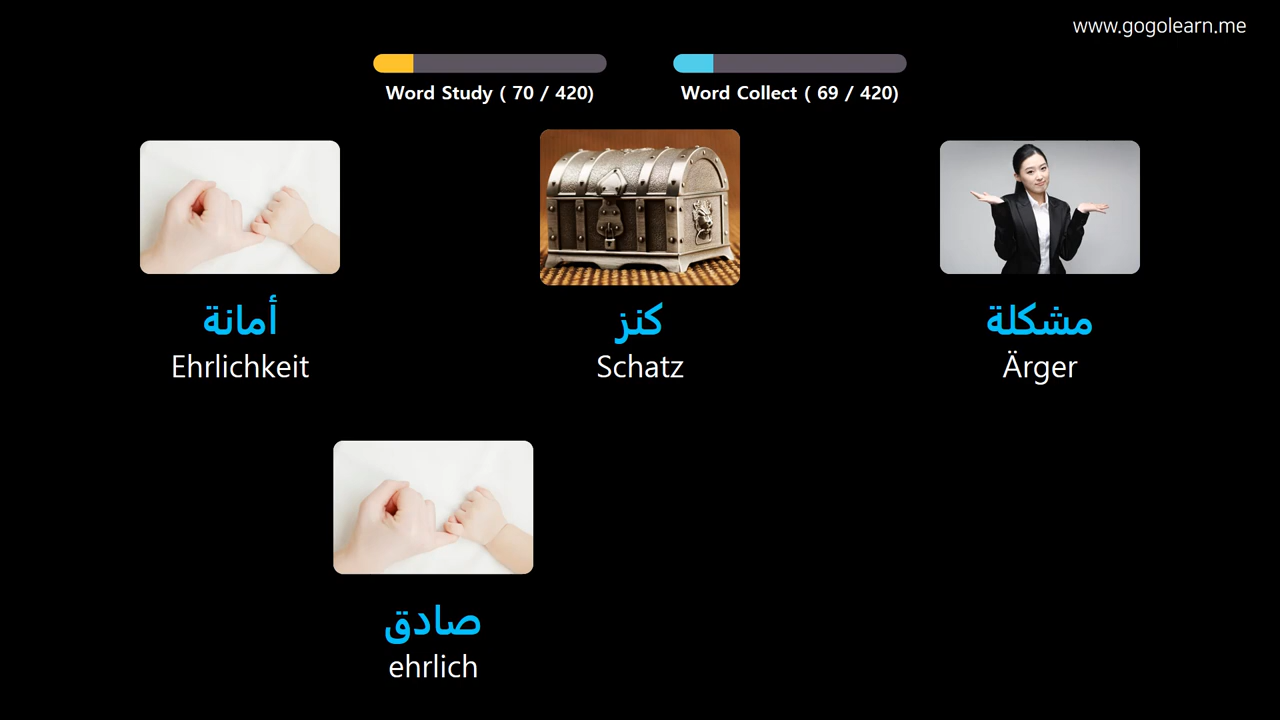 www.gogolearn.me
Word Study ( 70 / 420)
Word Collect ( 69 / 420)
أمانة
Ehrlichkeit
كنز
Schatz
مشكلة
Ärger
صادق
ehrlich